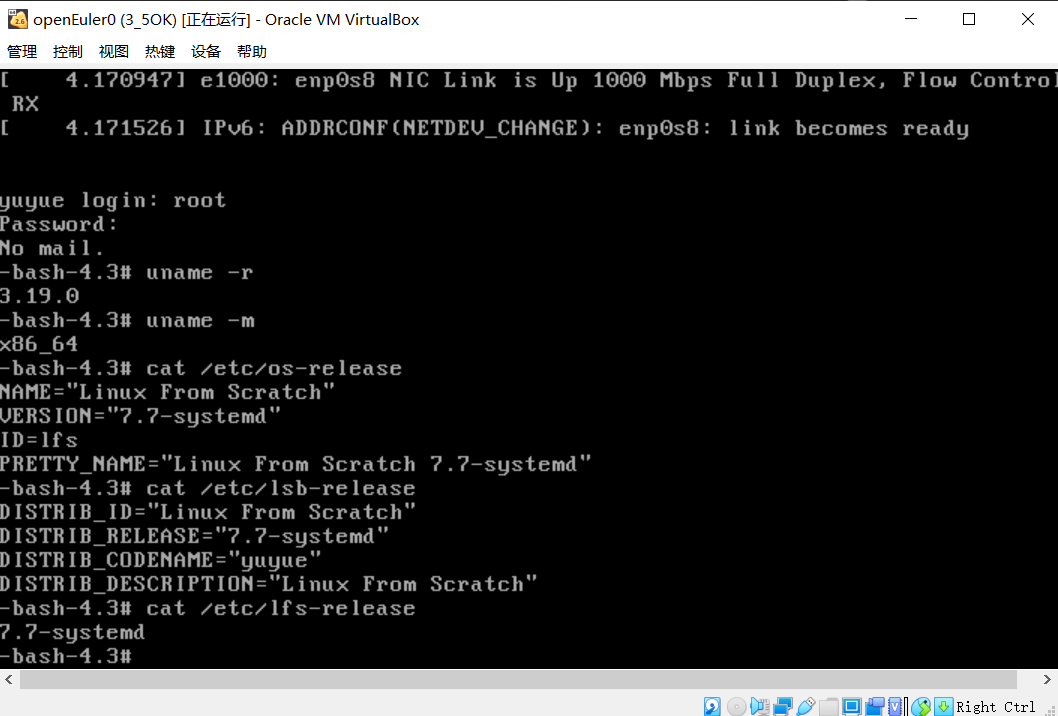 openEuler0 (3_5OK) [正在运行] - Oracle VM VirtualBox
管理 控制 视图 热键 设备 帮助
[    4.170947] e1000: enp0s8 NIC Link is Up 1000 Mbps Full Duplex, Flow Control
 RX
[    4.171526] IPv6: ADDRCONF(NETDEV_CHANGE): enp0s8: link becomes ready
yuyue login: root
Password:
No mail.
-bash-4.3# uname -r
3.19.0
-bash-4.3# uname -m
x86_64
-bash-4.3# cat /etc/os-release
NAME="Linux From Scratch"
VERSION="7.7-systemd"
ID=lfs
PRETTY_NAME="Linux From Scratch 7.7-systemd"
-bash-4.3# cat /etc/lsb-release
DISTRIB_ID="Linux From Scratch"
DISTRIB_RELEASE="7.7-systemd"
DISTRIB_CODENAME="yuyue"
DISTRIB_DESCRIPTION="Linux From Scratch"
-bash-4.3# cat /etc/lfs-release
7.7-systemd
-bash-4.3#
Right Ctrl